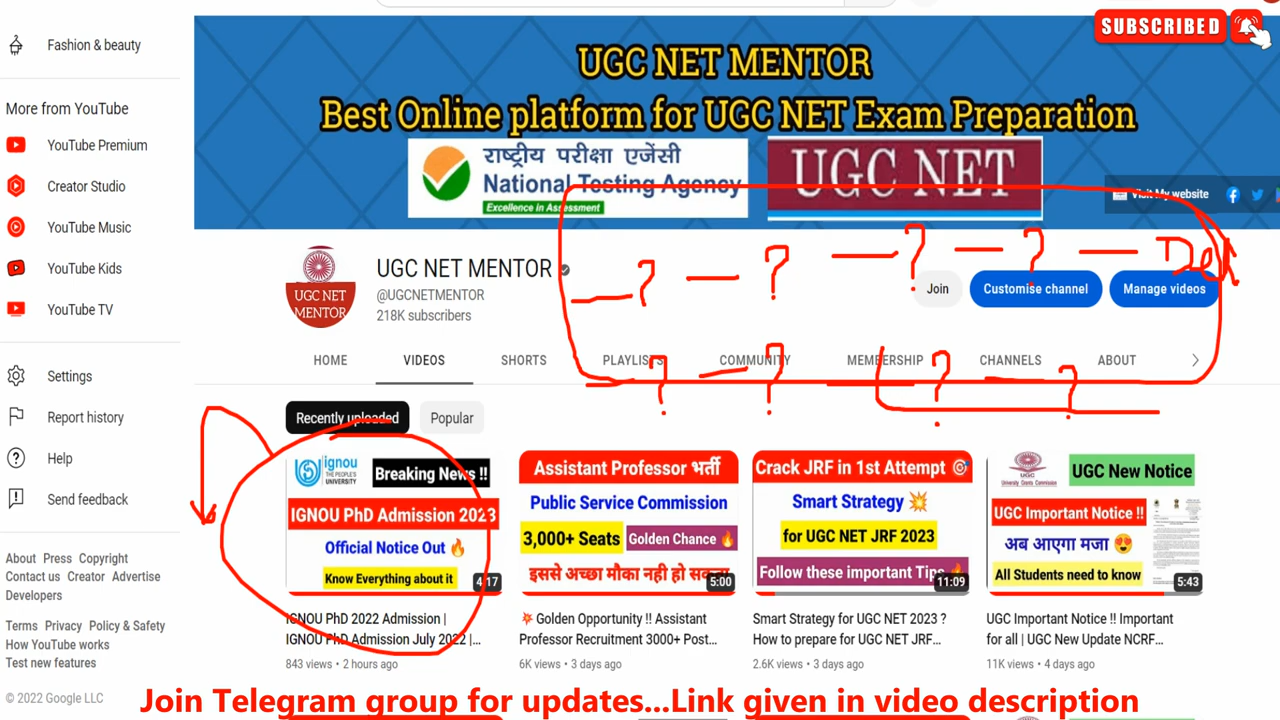 SUBSCRIBED
Fashion & beauty
More from YouTube
YouTube Premium
Creator Studio
YouTube Music
YouTube Kids
YouTube TV
Settings
Report history
Help
Send feedback
About Press Copyright
Contact us Creator Advertise
Developers
Terms Privacy Policy & Safety
How YouTube works
Test new features
© 2022 Google LLC
UGC NET MENTOR
Best Online platform for UGC NET Exam Preparation
राष्ट्रीय परीक्षा एजेंसी
National Testing Agency
Excellence in Assessment
UGC NET
Visit My website
UGC NET
MENTOR
UGC NET MENTOR
@UGCNETMENTOR
218K subscribers
Join
Customise channel
Manage videos
? ? ? ?
? ? ? ?
HOME VIDEOS SHORTS PLAYLISTS COMMUNITY MEMBERSHIP CHANNELS ABOUT
Recently uploaded Popular
ignou
THE PEOPLE'S
UNIVERSITY
Breaking News !!
IGNOU PhD Admission 2023
Official Notice Out
Know Everything about it
4:17
IGNOU PhD 2022 Admission |
IGNOU PhD Admission July 2022 |...
843 views • 2 hours ago
Assistant Professor भर्ती
Public Service Commission
3,000+ Seats Golden Chance
इससे अच्छा मौका नही हो सकता
5:00
Golden Opportunity !! Assistant
Professor Recruitment 3000+ Post...
6K views • 3 days ago
Crack JRF in 1st Attempt
Smart Strategy
for UGC NET JRF 2023
Follow these important Tips
11:09
Smart Strategy for UGC NET 2023 ?
How to prepare for UGC NET JRF...
2.6K views • 3 days ago
UGC New Notice
UGC Important Notice !!
अब आएगा मजा
All Students need to know
5:43
UGC Important Notice !! Important
for all | UGC New Update NCRF...
11K views • 4 days ago
Join Telegram group for updates...Link given in video description